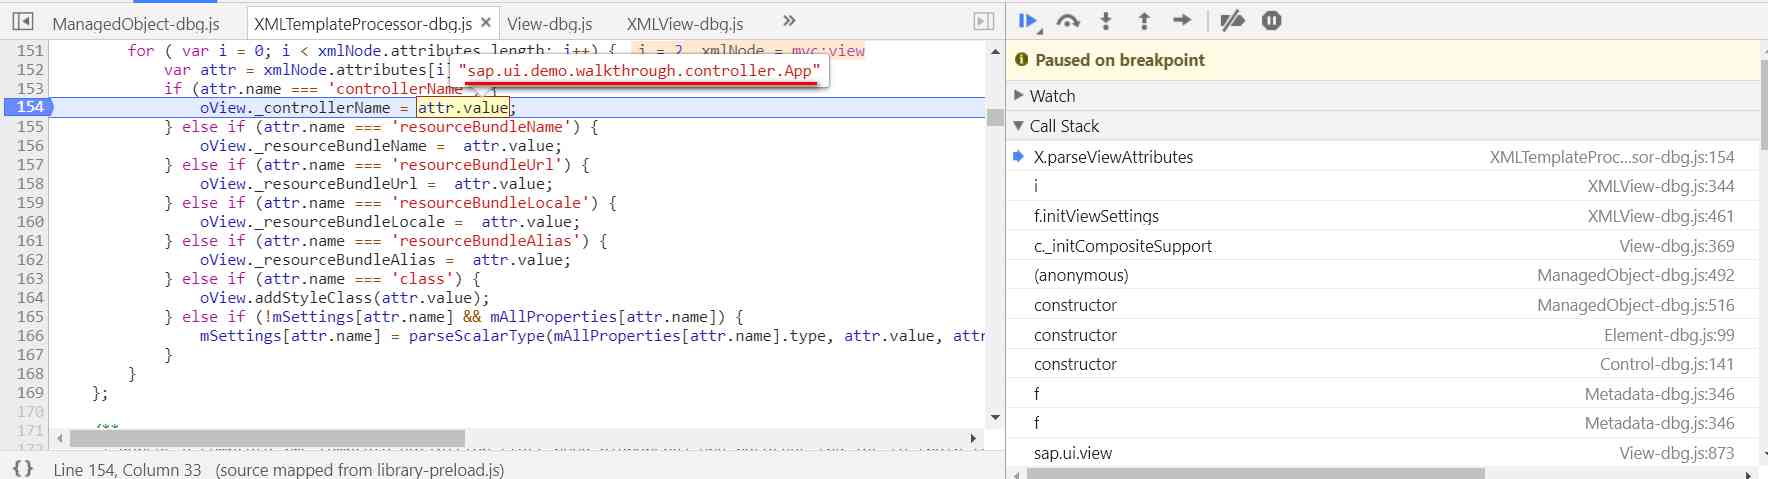 ManagedObject-dbg.js XMLTemplateProcessor-dbg.js × View-dbg.js XMLView-dbg.js »
151 for ( var i = 0; i < xmlNode.attributes.length; i++) { i = 2 xmlNode = mvc:view
152 var attr = xmlNode.attributes[i]
"sap.ui.demo.walkthrough.controller.App"
153 if (attr.name === 'controllerName' {
154 oView._controllerName = attr.value;
155 } else if (attr.name === 'resourceBundleName') {
156 oView._resourceBundleName = attr.value;
157 } else if (attr.name === 'resourceBundleUrl') {
158 oView._resourceBundleUrl = attr.value;
159 } else if (attr.name === 'resourceBundleLocale') {
160 oView._resourceBundleLocale = attr.value;
161 } else if (attr.name === 'resourceBundleAlias') {
162 oView._resourceBundleAlias = attr.value;
163 } else if (attr.name === 'class') {
164 oView.addStyleClass(attr.value);
165 } else if (!mSettings[attr.name] && mAllProperties[attr.name]) {
166 mSettings[attr.name] = parseScalarType(mAllProperties[attr.name].type, attr.value, attr
167 }
168 }
169 };
170
171 /**
{} Line 154, Column 33 (source mapped from library-preload.js)
Paused on breakpoint
Watch
Call Stack
X.parseViewAttributes XMLTemplateProc...sor-dbg.js:154
i XMLView-dbg.js:344
f.initViewSettings XMLView-dbg.js:461
c._initCompositeSupport View-dbg.js:369
(anonymous) ManagedObject-dbg.js:492
constructor ManagedObject-dbg.js:516
constructor Element-dbg.js:99
constructor Control-dbg.js:141
f Metadata-dbg.js:346
f Metadata-dbg.js:346
sap.ui.view View-dbg.js:873